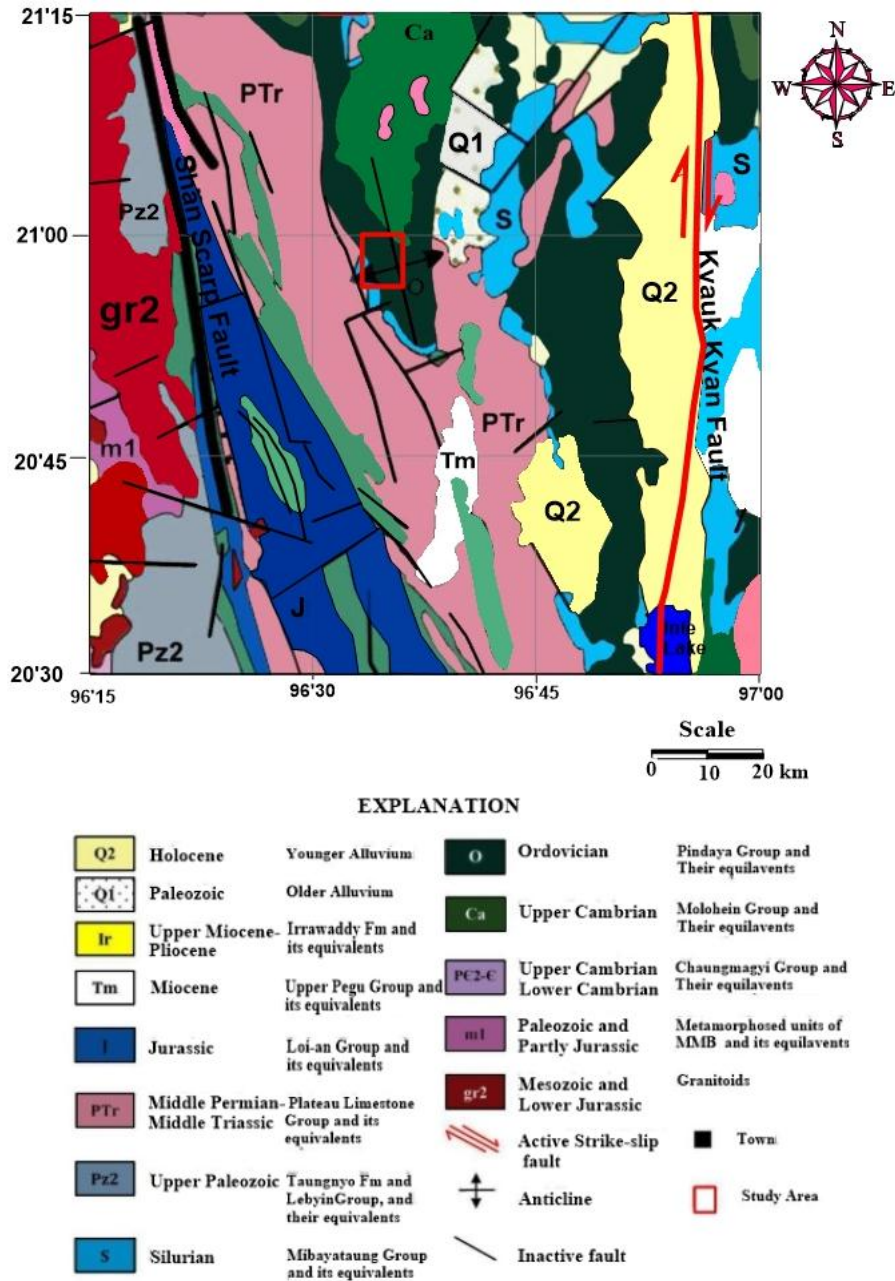 21'15
Ca
N
PTr
W
E
Q1
S
S
Pz2
21'00
O
gr2
Shan Scarp Fault
Q2
Kyauk Kyan Fault
m1
PTr
20'45
Tm
Q2
J
Pz2
Inle
Lake
20'30
96'15
96'30
96'45
97'00
Scale
0 10 20 km
EXPLANATION
Q2 Holocene Younger Alluvium
Q1 Paleozoic Older Alluvium
Ir Upper Miocene-
Pliocene
Irrawaddy Fm and
its equivalents
Tm Miocene Upper Pegu Group and
its equivalents
J Jurassic Loi-an Group and
its equivalents
PTr Middle Permian-
Middle Triassic
Plateau Limestone
Group and its
equivalents
Pz2 Upper Paleozoic Taungnyo Fm and
LebyinGroup, and
their equivalents
S Silurian Mibayataung Group
and its equivalents
O Ordovician Pindaya Group and
Their equilavents
Ca Upper Cambrian Molohein Group and
Their equilavents
PЄ2-Є Upper Cambrian
Lower Cambrian
Chaungmagyi Group and
Their equilavents
m1 Paleozoic and
Partly Jurassic
Metamorphosed units of
MMB and its equilavents
gr2 Mesozoic and
Lower Jurassic
Granitoids
Active Strike-slip
fault
Town
Anticline
Study Area
Inactive fault